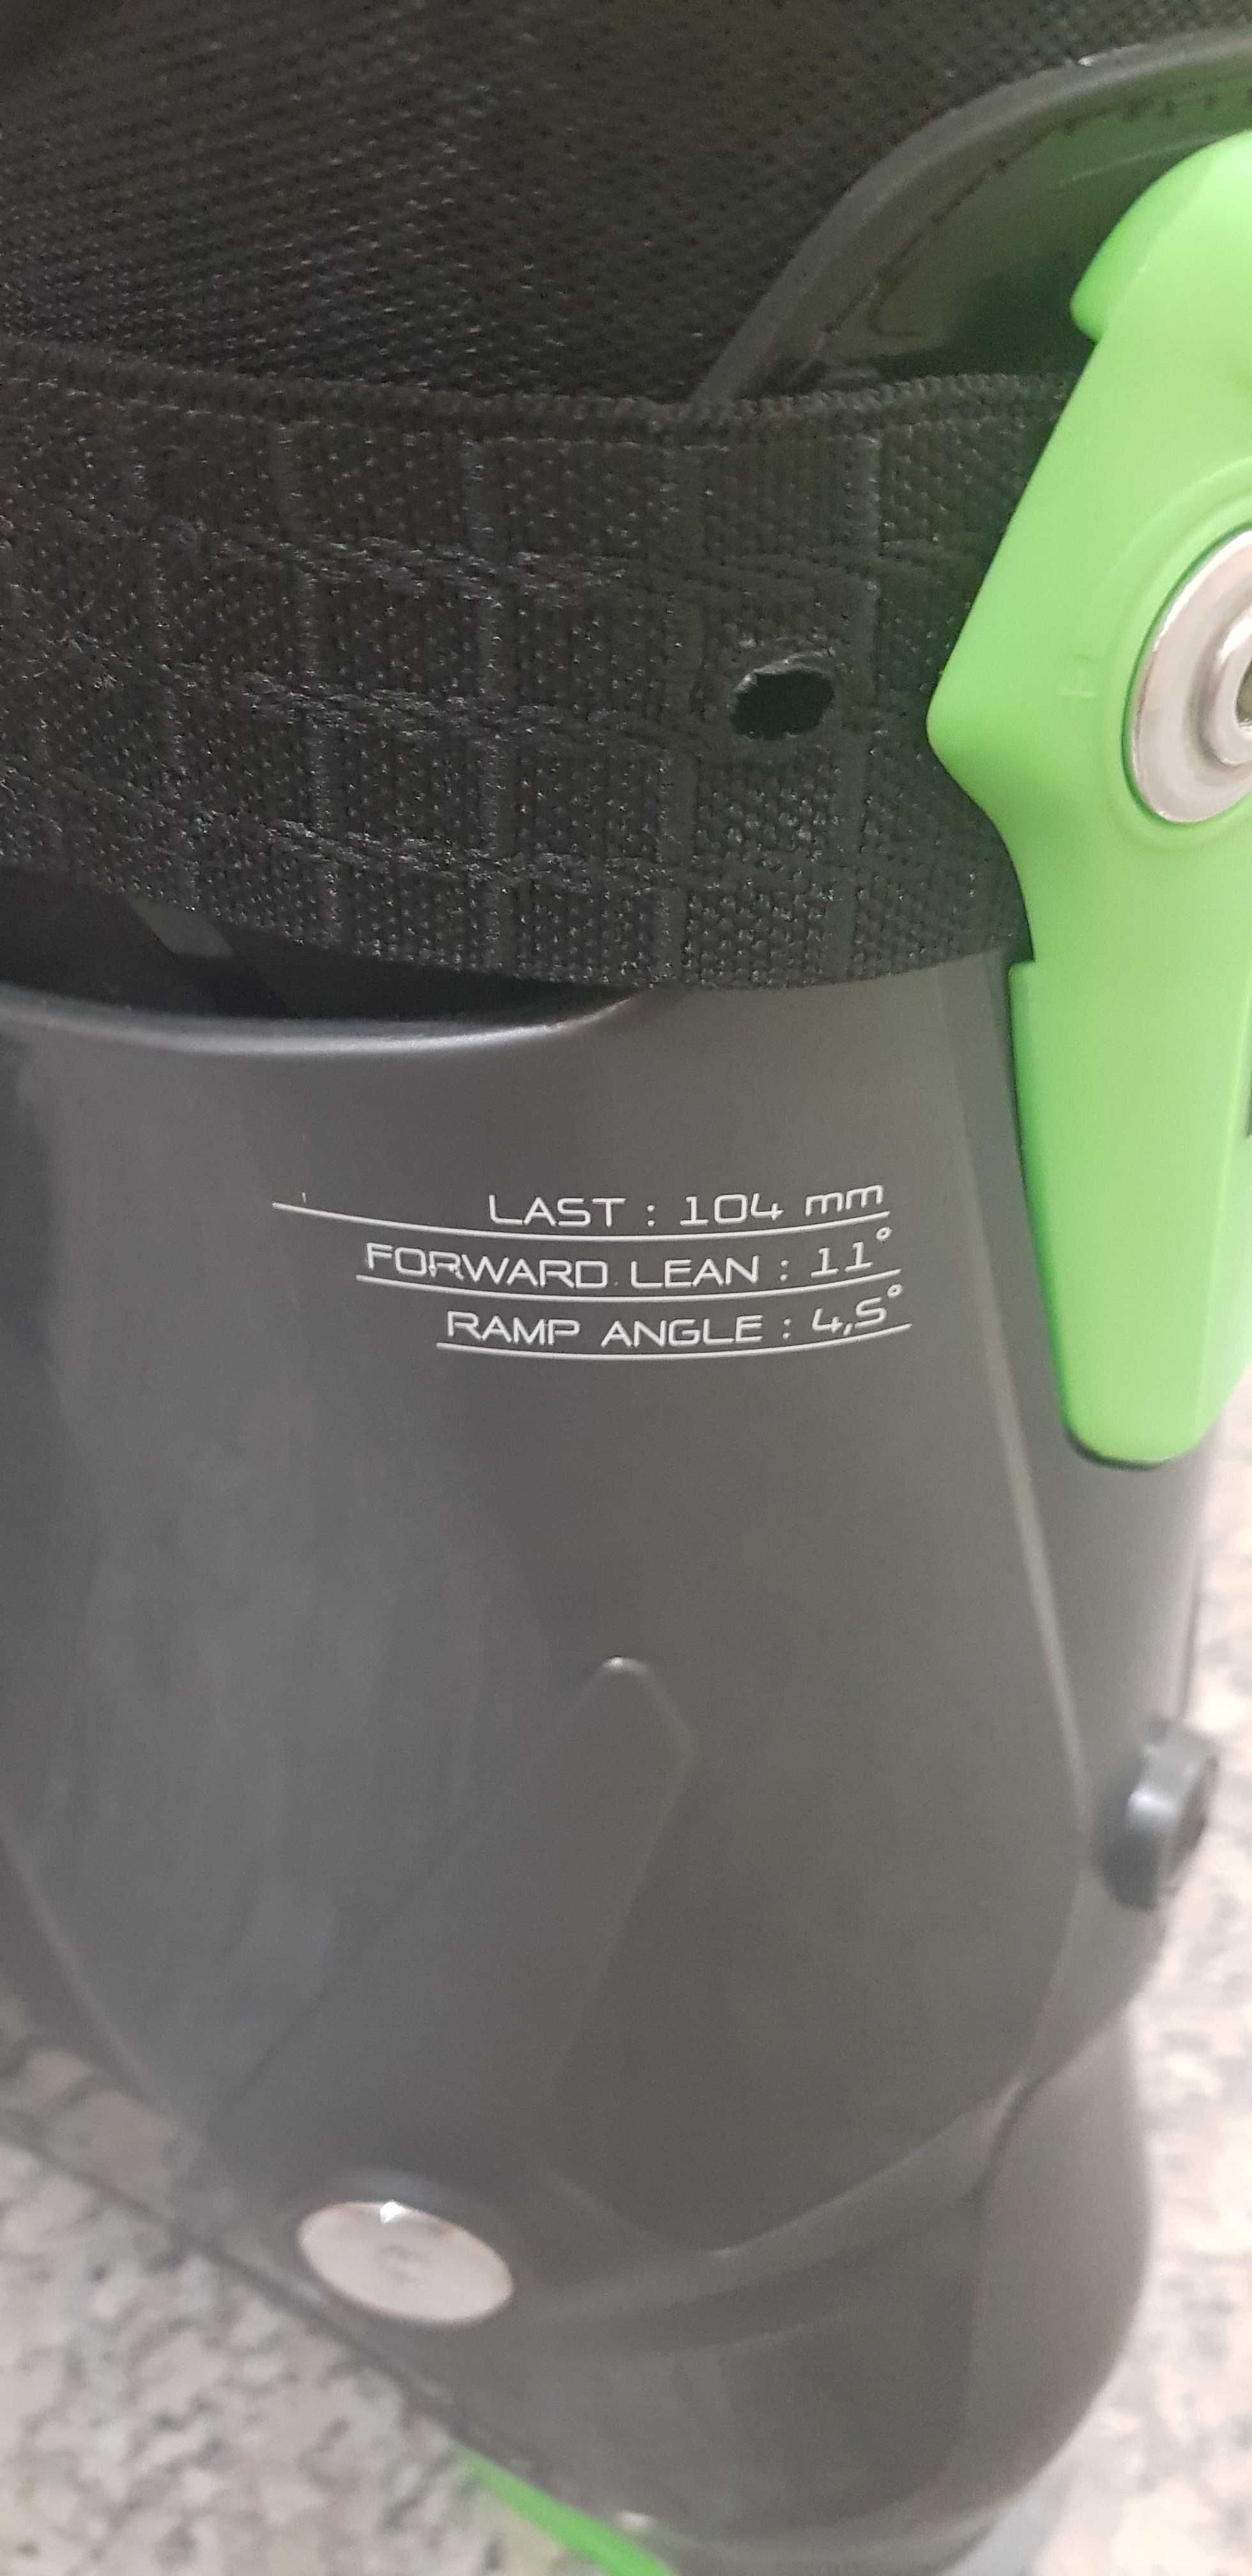 LAST : 104 mm
FORWARD LEAN : 11°
RAMP ANGLE : 4,5°